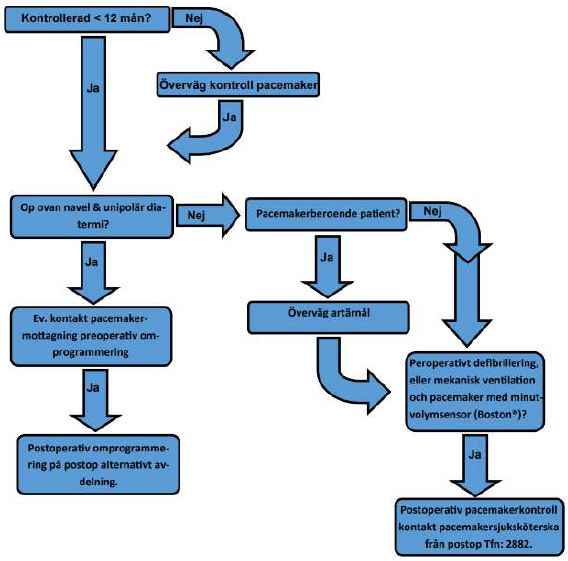 Kontrollerad < 12 mån?
Nej
Ja
Överväg kontroll pacemaker
Ja
Op ovan navel & unipolär dia-
termi?
Nej
Pacemakerberoende patient?
Nej
Ja
Ja
Ev. kontakt pacemaker-
mottagning preoperativ om-
programmering
Överväg artärnål
Ja
Peroperativt defibrillering,
eller mekanisk ventilation
och pacemaker med minut-
volymsensor (Boston®)?
Postoperativ omprogramme-
ring på postop alternativt av-
delning.
Ja
Postoperativ pacemakerkontroll
kontakt pacemakersjuksköterska
från postop Tfn: 2882.